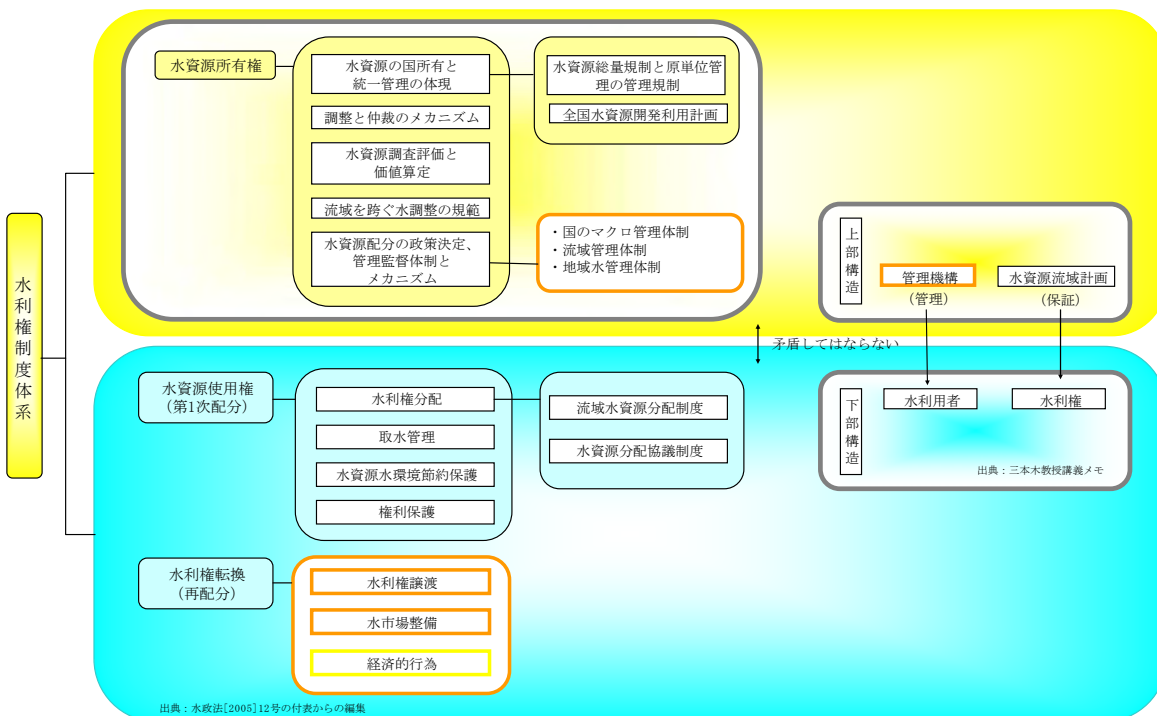 水利権制度体系
水資源所有権
水資源の国所有と
統一管理の体現
調整と仲裁のメカニズム
水資源調査評価と
価値算定
流域を跨ぐ水調整の規範
水資源配分の政策決定、
管理監督体制と
メカニズム
水資源総量規制と原単位管
理の管理規制
全国水資源開発利用計画
・国のマクロ管理体制
・流域管理体制
・地域水管理体制
上部構造
管理機構
(管理)
水資源流域計画
(保証)
矛盾してはならない
水資源使用権
(第1次配分)
水利権分配
取水管理
水資源水環境節約保護
権利保護
流域水資源分配制度
水資源分配協議制度
下部構造
水利用者
水利権
出典：三本木教授講義メモ
水利権転換
(再配分)
水利権譲渡
水市場整備
経済的行為
出典：水政法[2005]12号の付表からの編集